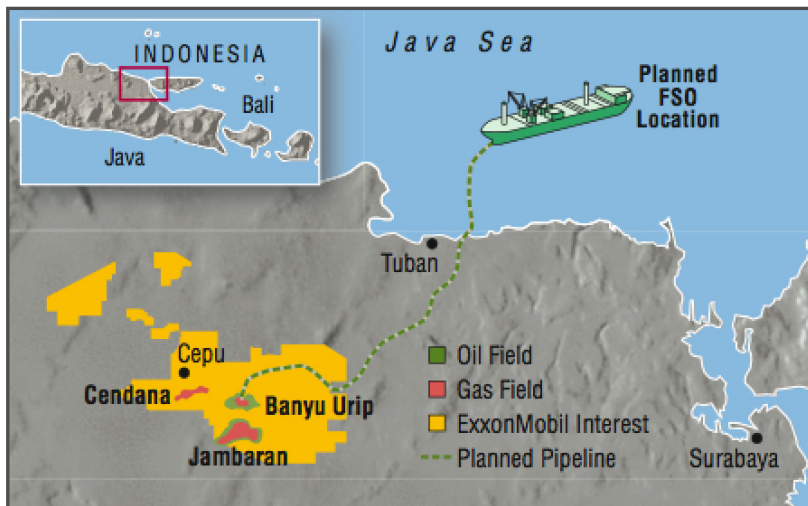 INDONESIA
Bali
Java
Java Sea
Planned
FSO
Location
Tuban
Cepu
Cendana
Banyu Urip
Jambaran
Oil Field
Gas Field
ExxonMobil Interest
Planned Pipeline
Surabaya